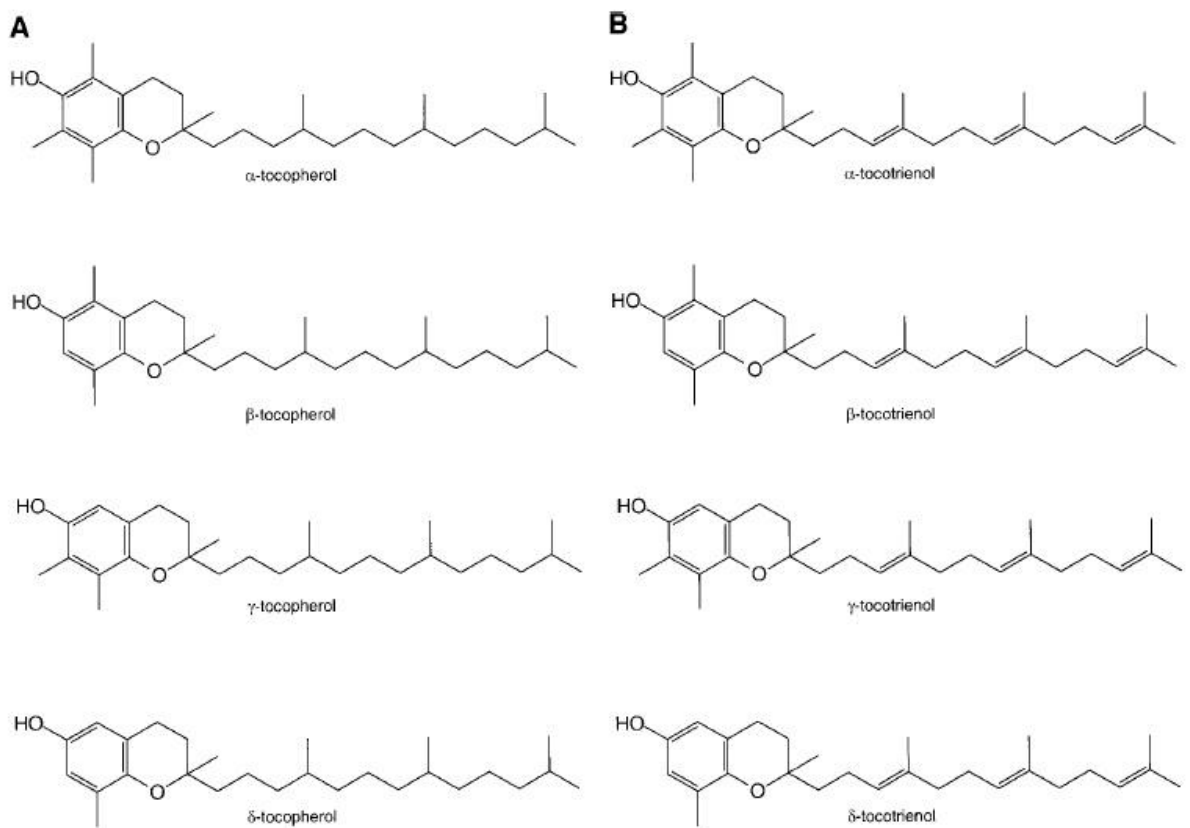 A
B
HO
O
α-tocopherol
HO
O
α-tocotrienol
HO
O
β-tocopherol
HO
O
β-tocotrienol
HO
O
γ-tocopherol
HO
O
γ-tocotrienol
HO
O
δ-tocopherol
HO
O
δ-tocotrienol